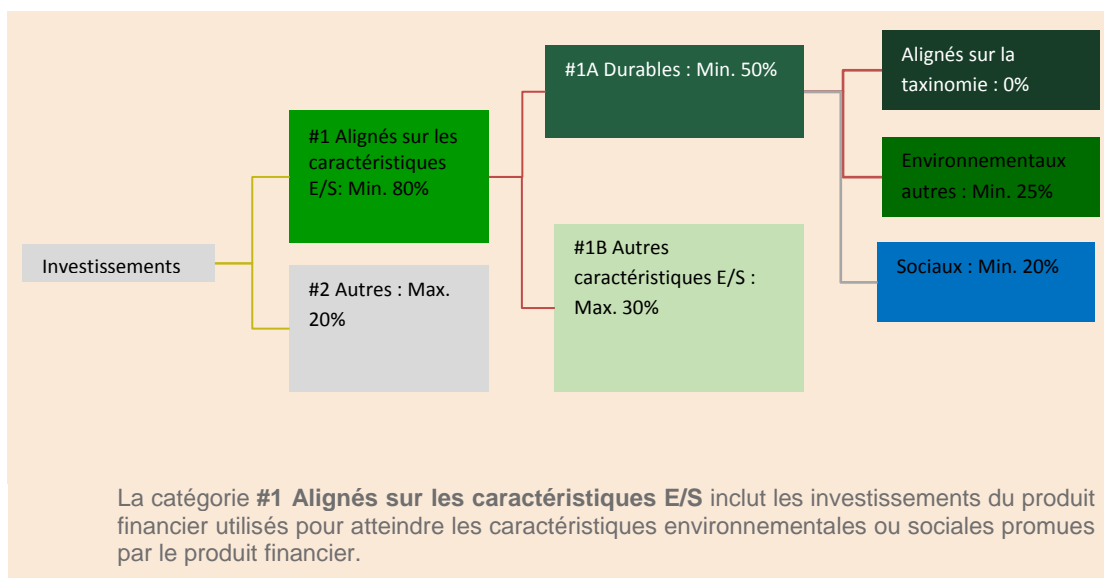 Investissements
#1 Alignés sur les
caractéristiques
E/S: Min. 80%
#2 Autres : Max.
20%
#1A Durables : Min. 50%
#1B Autres
caractéristiques E/S :
Max. 30%
Alignés sur la
taxinomie : 0%
Environnementaux
autres : Min. 25%
Sociaux : Min. 20%
La catégorie #1 Alignés sur les caractéristiques E/S inclut les investissements du produit
financier utilisés pour atteindre les caractéristiques environnementales ou sociales promues
par le produit financier.